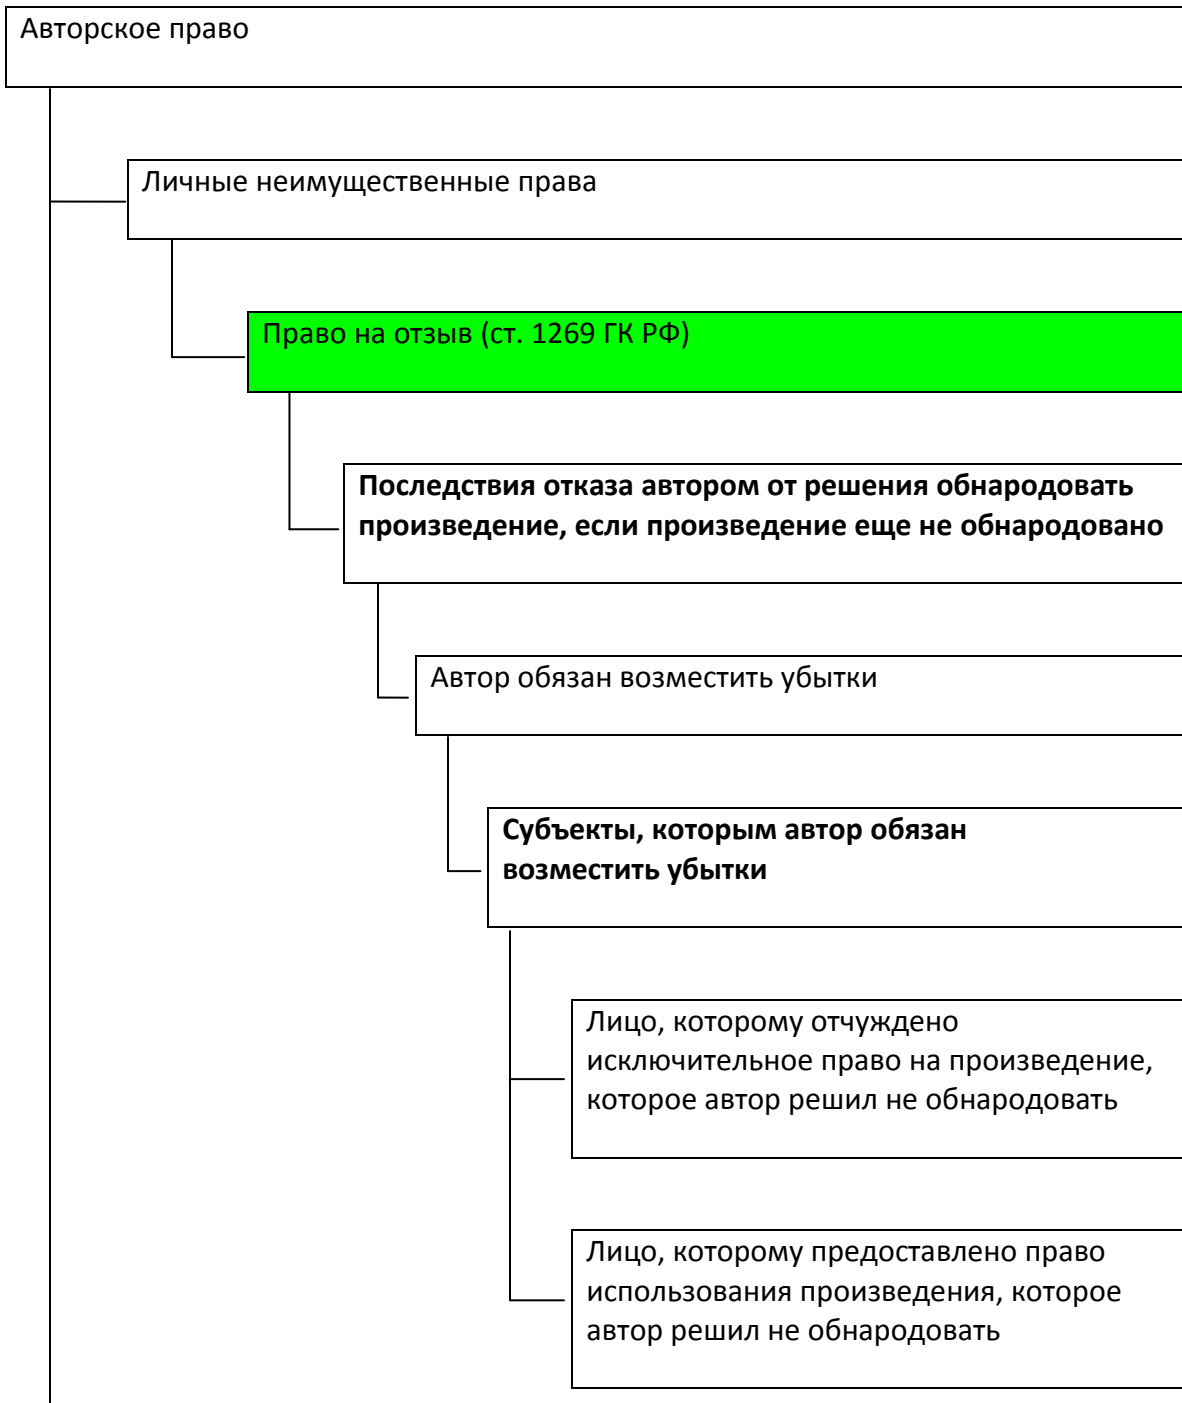 Авторское право
Личные неимущественные права
Право на отзыв (ст. 1269 ГК РФ)
Последствия отказа автором от решения обнародовать
произведение, если произведение еще не обнародовано
Автор обязан возместить убытки
Субъекты, которым автор обязан
возместить убытки
Лицо, которому отчуждено
исключительное право на произведение,
которое автор решил не обнародовать
Лицо, которому предоставлено право
использования произведения, которое
автор решил не обнародовать